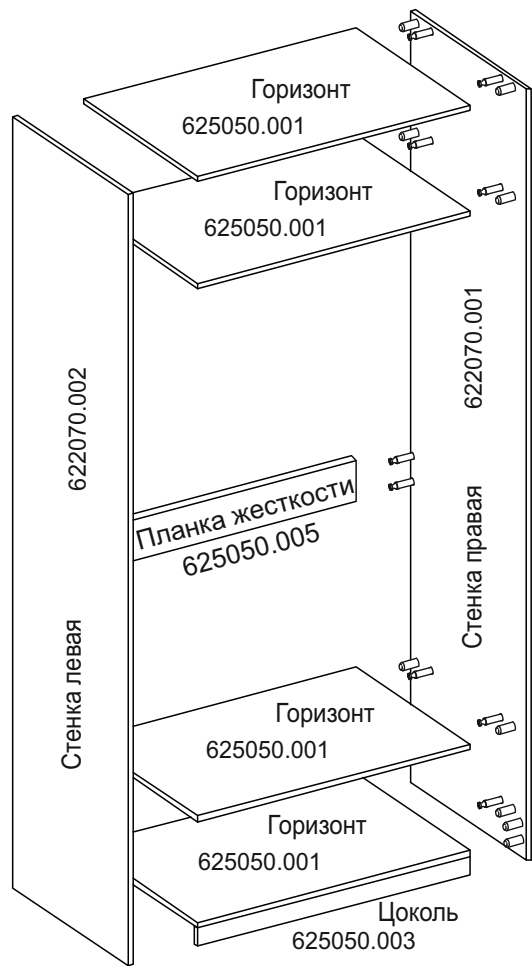 Горизонт
625050.001
Горизонт
625050.001
622070.002
622070.001
Планка жесткости
625050.005
Стенка левая
Стенка правая
Горизонт
625050.001
Горизонт
625050.001
Цоколь
625050.003